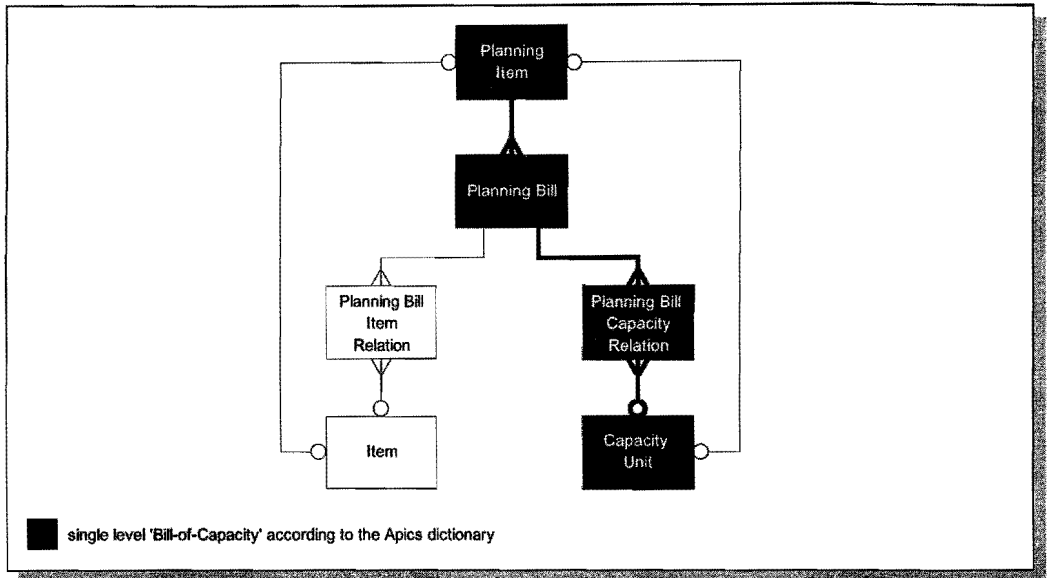 Planning
Item
Planning Bill
Planning Bill
Item
Relation
Planning Bill
Capacity
Relation
Item
Capacity
Unit
single level 'Bill-of-Capacity' according to the Apics dictionary